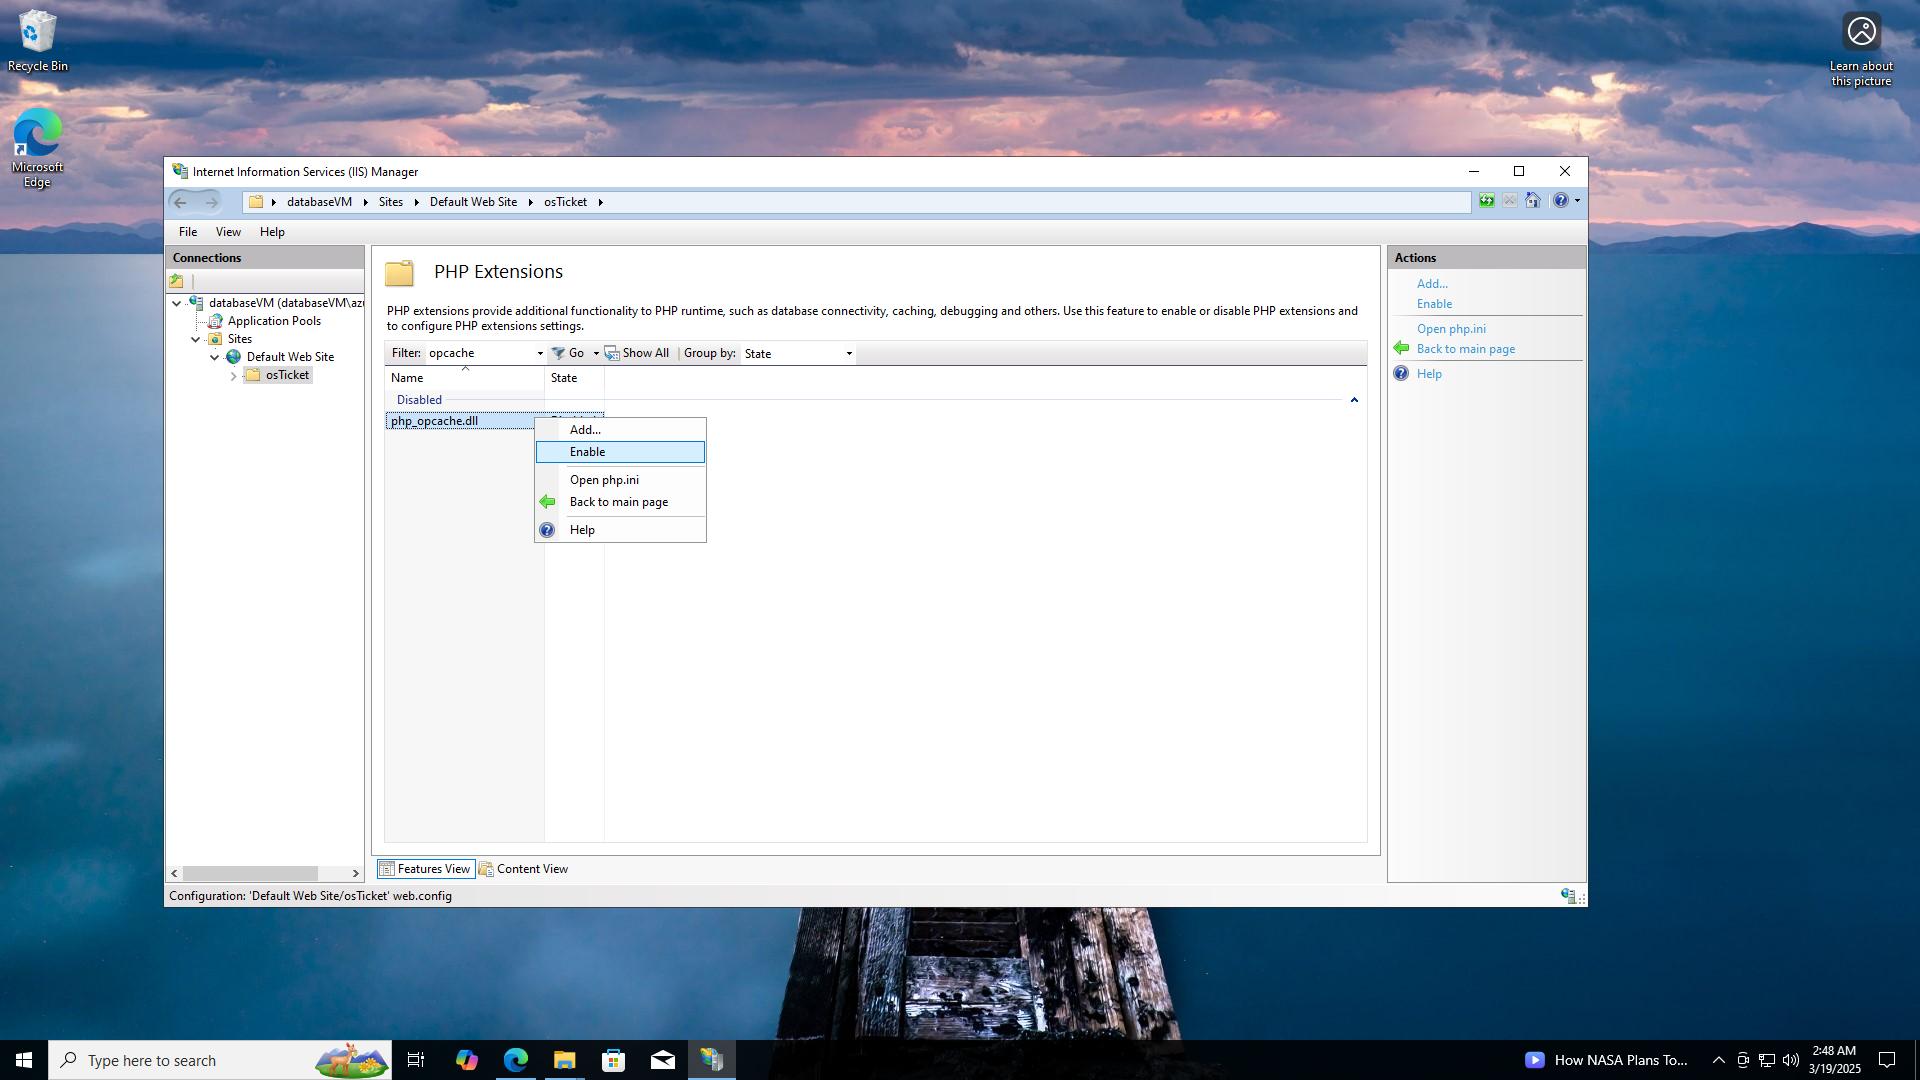 Recycle Bin
Microsoft
Edge
Learn about
this picture
Internet Information Services (IIS) Manager
databaseVM Sites Default Web Site osTicket
File View Help
Connections
databaseVM (databaseVM\az
Application Pools
Sites
Default Web Site
osTicket
PHP Extensions
PHP extensions provide additional functionality to PHP runtime, such as database connectivity, caching, debugging and others. Use this feature to enable or disable PHP extensions and
to configure PHP extensions settings.
Filter: opcache Go Show All Group by: State
Name State
Disabled
php_opcache.dll
Add...
Enable
Open php.ini
Back to main page
Help
Features View Content View
Actions
Add...
Enable
Open php.ini
Back to main page
Help
Configuration: 'Default Web Site/osTicket' web.config
Type here to search
How NASA Plans To...
2:48 AM
3/19/2025